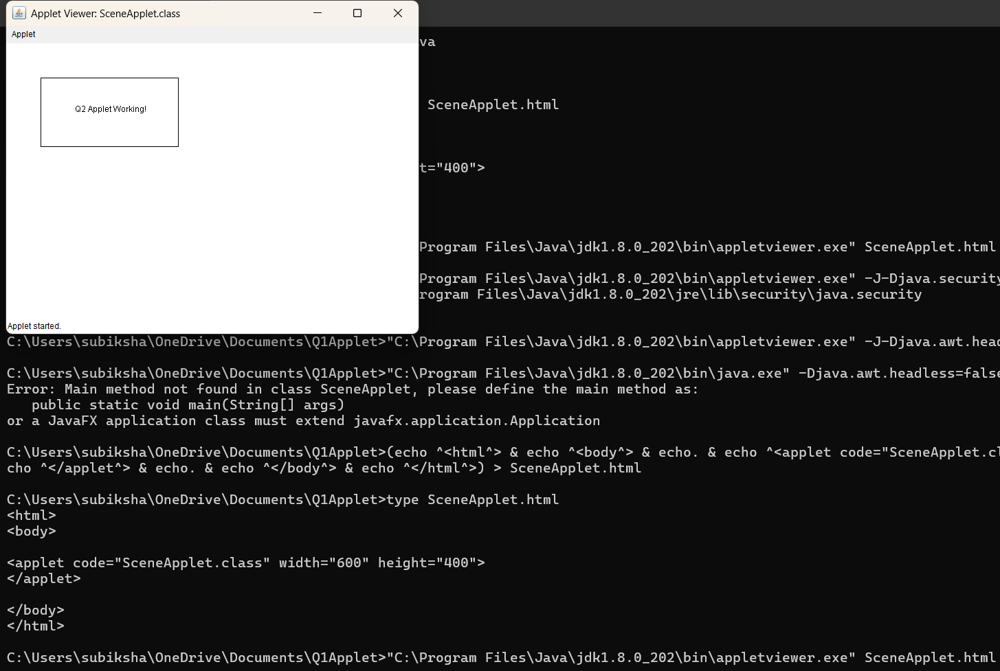 Applet Viewer: SceneApplet.class
Applet
Q2 Applet Working!
Applet started.
va
SceneApplet.html
t="400">
Program Files\Java\jdk1.8.0_202\bin\appletviewer.exe" SceneApplet.html
Program Files\Java\jdk1.8.0_202\bin\appletviewer.exe" -J-Djava.security
rogram Files\Java\jdk1.8.0_202\jre\lib\security\java.security
C:\Users\subiksha\OneDrive\Documents\Q1Applet>"C:\Program Files\Java\jdk1.8.0_202\bin\appletviewer.exe" -J-Djava.awt.head
C:\Users\subiksha\OneDrive\Documents\Q1Applet>"C:\Program Files\Java\jdk1.8.0_202\bin\java.exe" -Djava.awt.headless=false
Error: Main method not found in class SceneApplet, please define the main method as:
   public static void main(String[] args)
or a JavaFX application class must extend javafx.application.Application
C:\Users\subiksha\OneDrive\Documents\Q1Applet>(echo ^<html^> & echo ^<body^> & echo. & echo ^<applet code="SceneApplet.cl
cho ^</applet^> & echo. & echo ^</body^> & echo ^</html^>) > SceneApplet.html
C:\Users\subiksha\OneDrive\Documents\Q1Applet>type SceneApplet.html
<html>
<body>
<applet code="SceneApplet.class" width="600" height="400">
</applet>
</body>
</html>
C:\Users\subiksha\OneDrive\Documents\Q1Applet>"C:\Program Files\Java\jdk1.8.0_202\bin\appletviewer.exe" SceneApplet.html